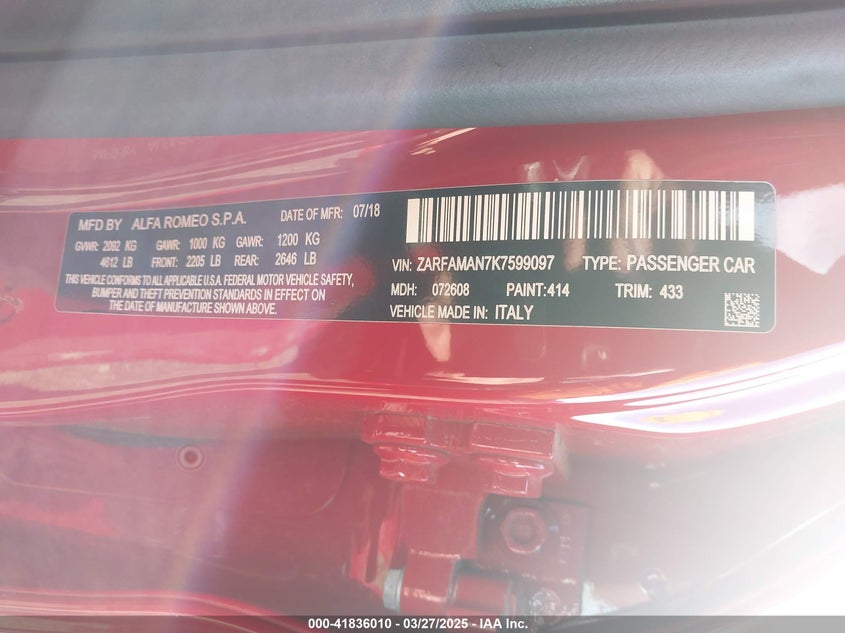 MFD BY ALFA ROMEO S.P.A. DATE OF MFR: 07/18
GVWR: 2092 KG GAWR: 1000 KG GAWR: 1200 KG
4612 LB FRONT: 2205 LB REAR: 2646 LB
THIS VEHICLE CONFORMS TO ALL APPLICABLE U.S.A. FEDERAL MOTOR VEHICLE SAFETY,
BUMPER AND THEFT PREVENTION STANDARDS IN EFFECT ON
THE DATE OF MANUFACTURE SHOWN ABOVE.
VIN: ZARFAMAN7K7599097 TYPE: PASSENGER CAR
MDH: 072608 PAINT:414 TRIM: 433
VEHICLE MADE IN: ITALY
000-41836010 - 03/27/2025 - IAA Inc.